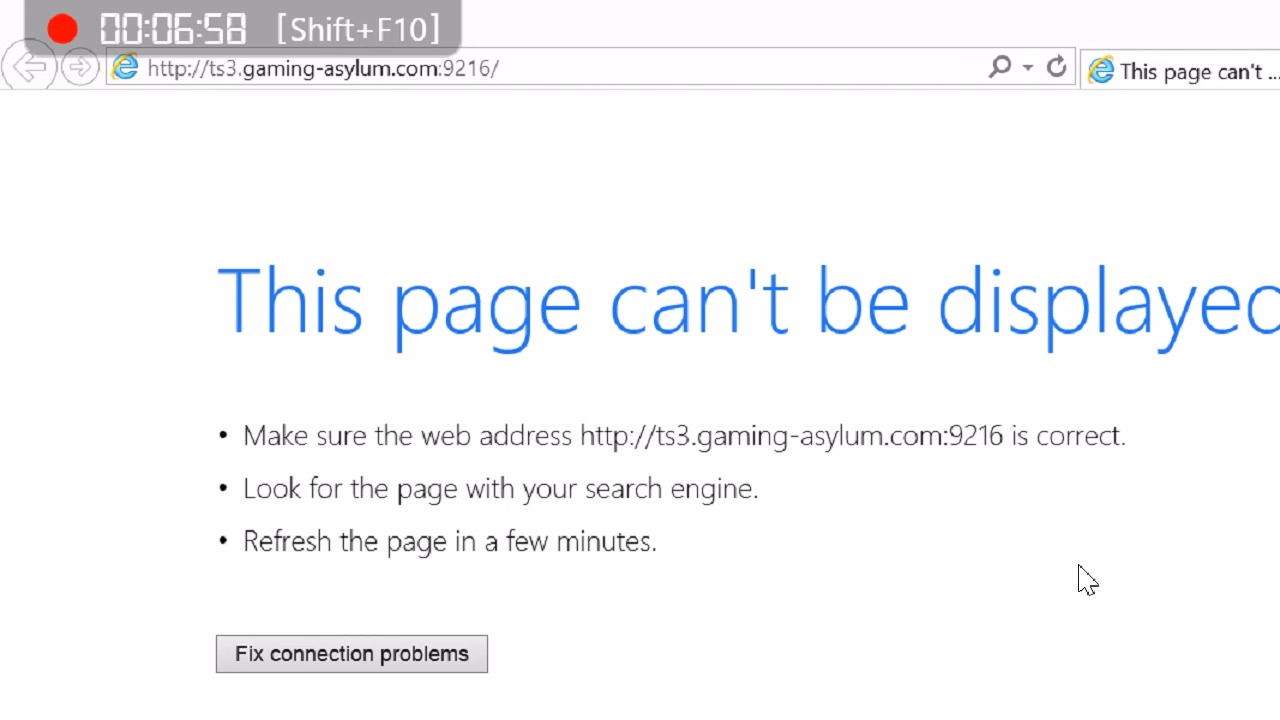 00:06:58 [Shift+F10]
http://ts3.gaming-asylum.com:9216/
This page can't ...
This page can't be displayed
• Make sure the web address http://ts3.gaming-asylum.com:9216 is correct.
• Look for the page with your search engine.
• Refresh the page in a few minutes.
Fix connection problems